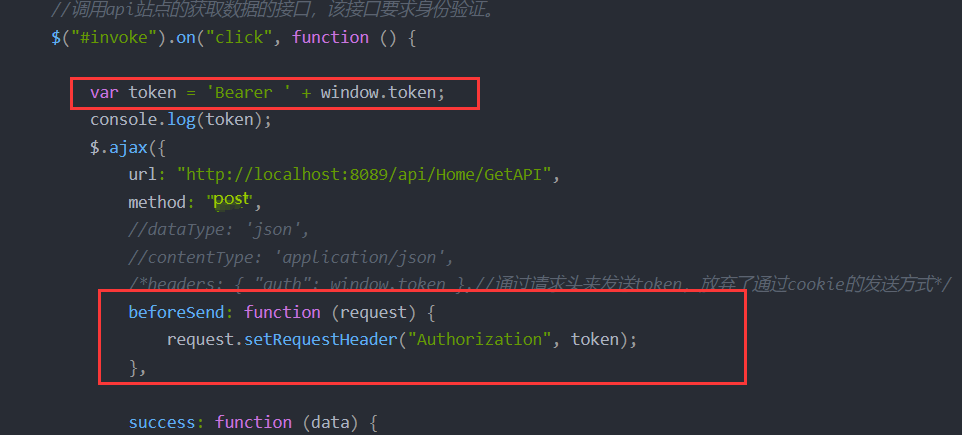 //调用api站点的获取数据的接口，该接口要求身份验证。
$("#invoke").on("click", function () {
var token = 'Bearer ' + window.token;
console.log(token);
$.ajax({
url: "http://localhost:8089/api/Home/GetAPI",
method: "post",
//dataType: 'json',
//contentType: 'application/json',
/*headers: { "auth": window.token },//通过请求头来发送token，放弃了通过cookie的发送方式*/
beforeSend: function (request) {
request.setRequestHeader("Authorization", token);
},
success: function (data) {